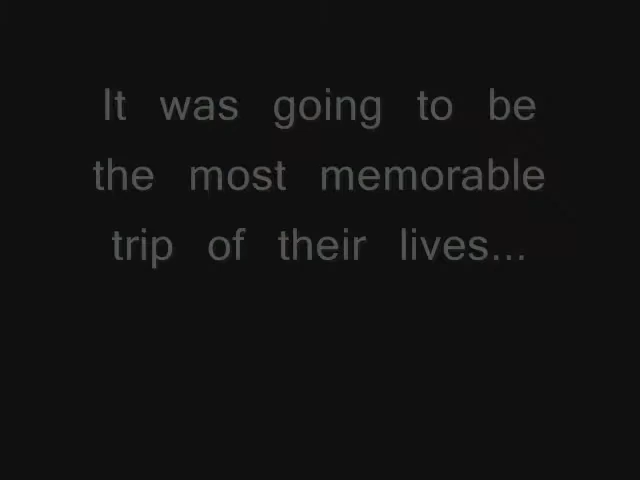 It was going to be
the most memorable
trip of their lives...